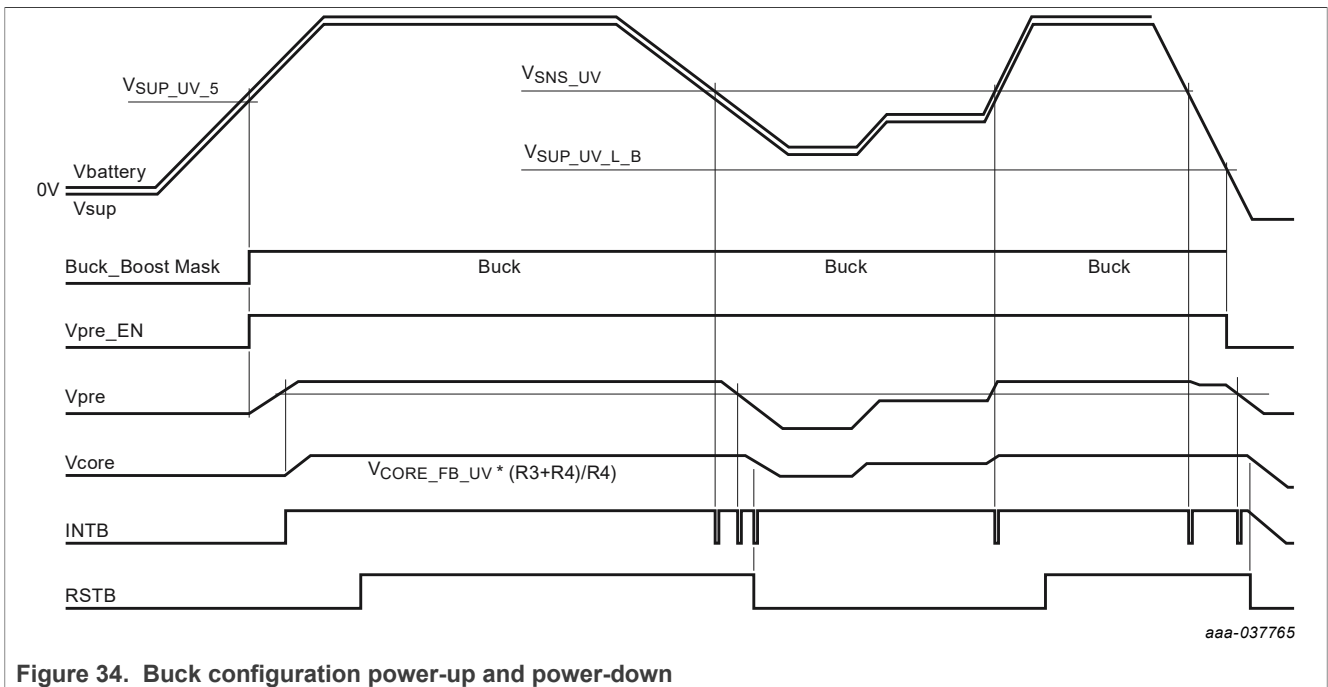 VSUP_UV_5
VSNS_UV
VSUP_UV_L_B
Vbattery
0V
Vsup
Buck_Boost Mask
Buck
Buck
Buck
Vpre_EN
Vpre
Vcore
VCORE_FB_UV * (R3+R4)/R4)
INTB
RSTB
aaa-037765
Figure 34. Buck configuration power-up and power-down